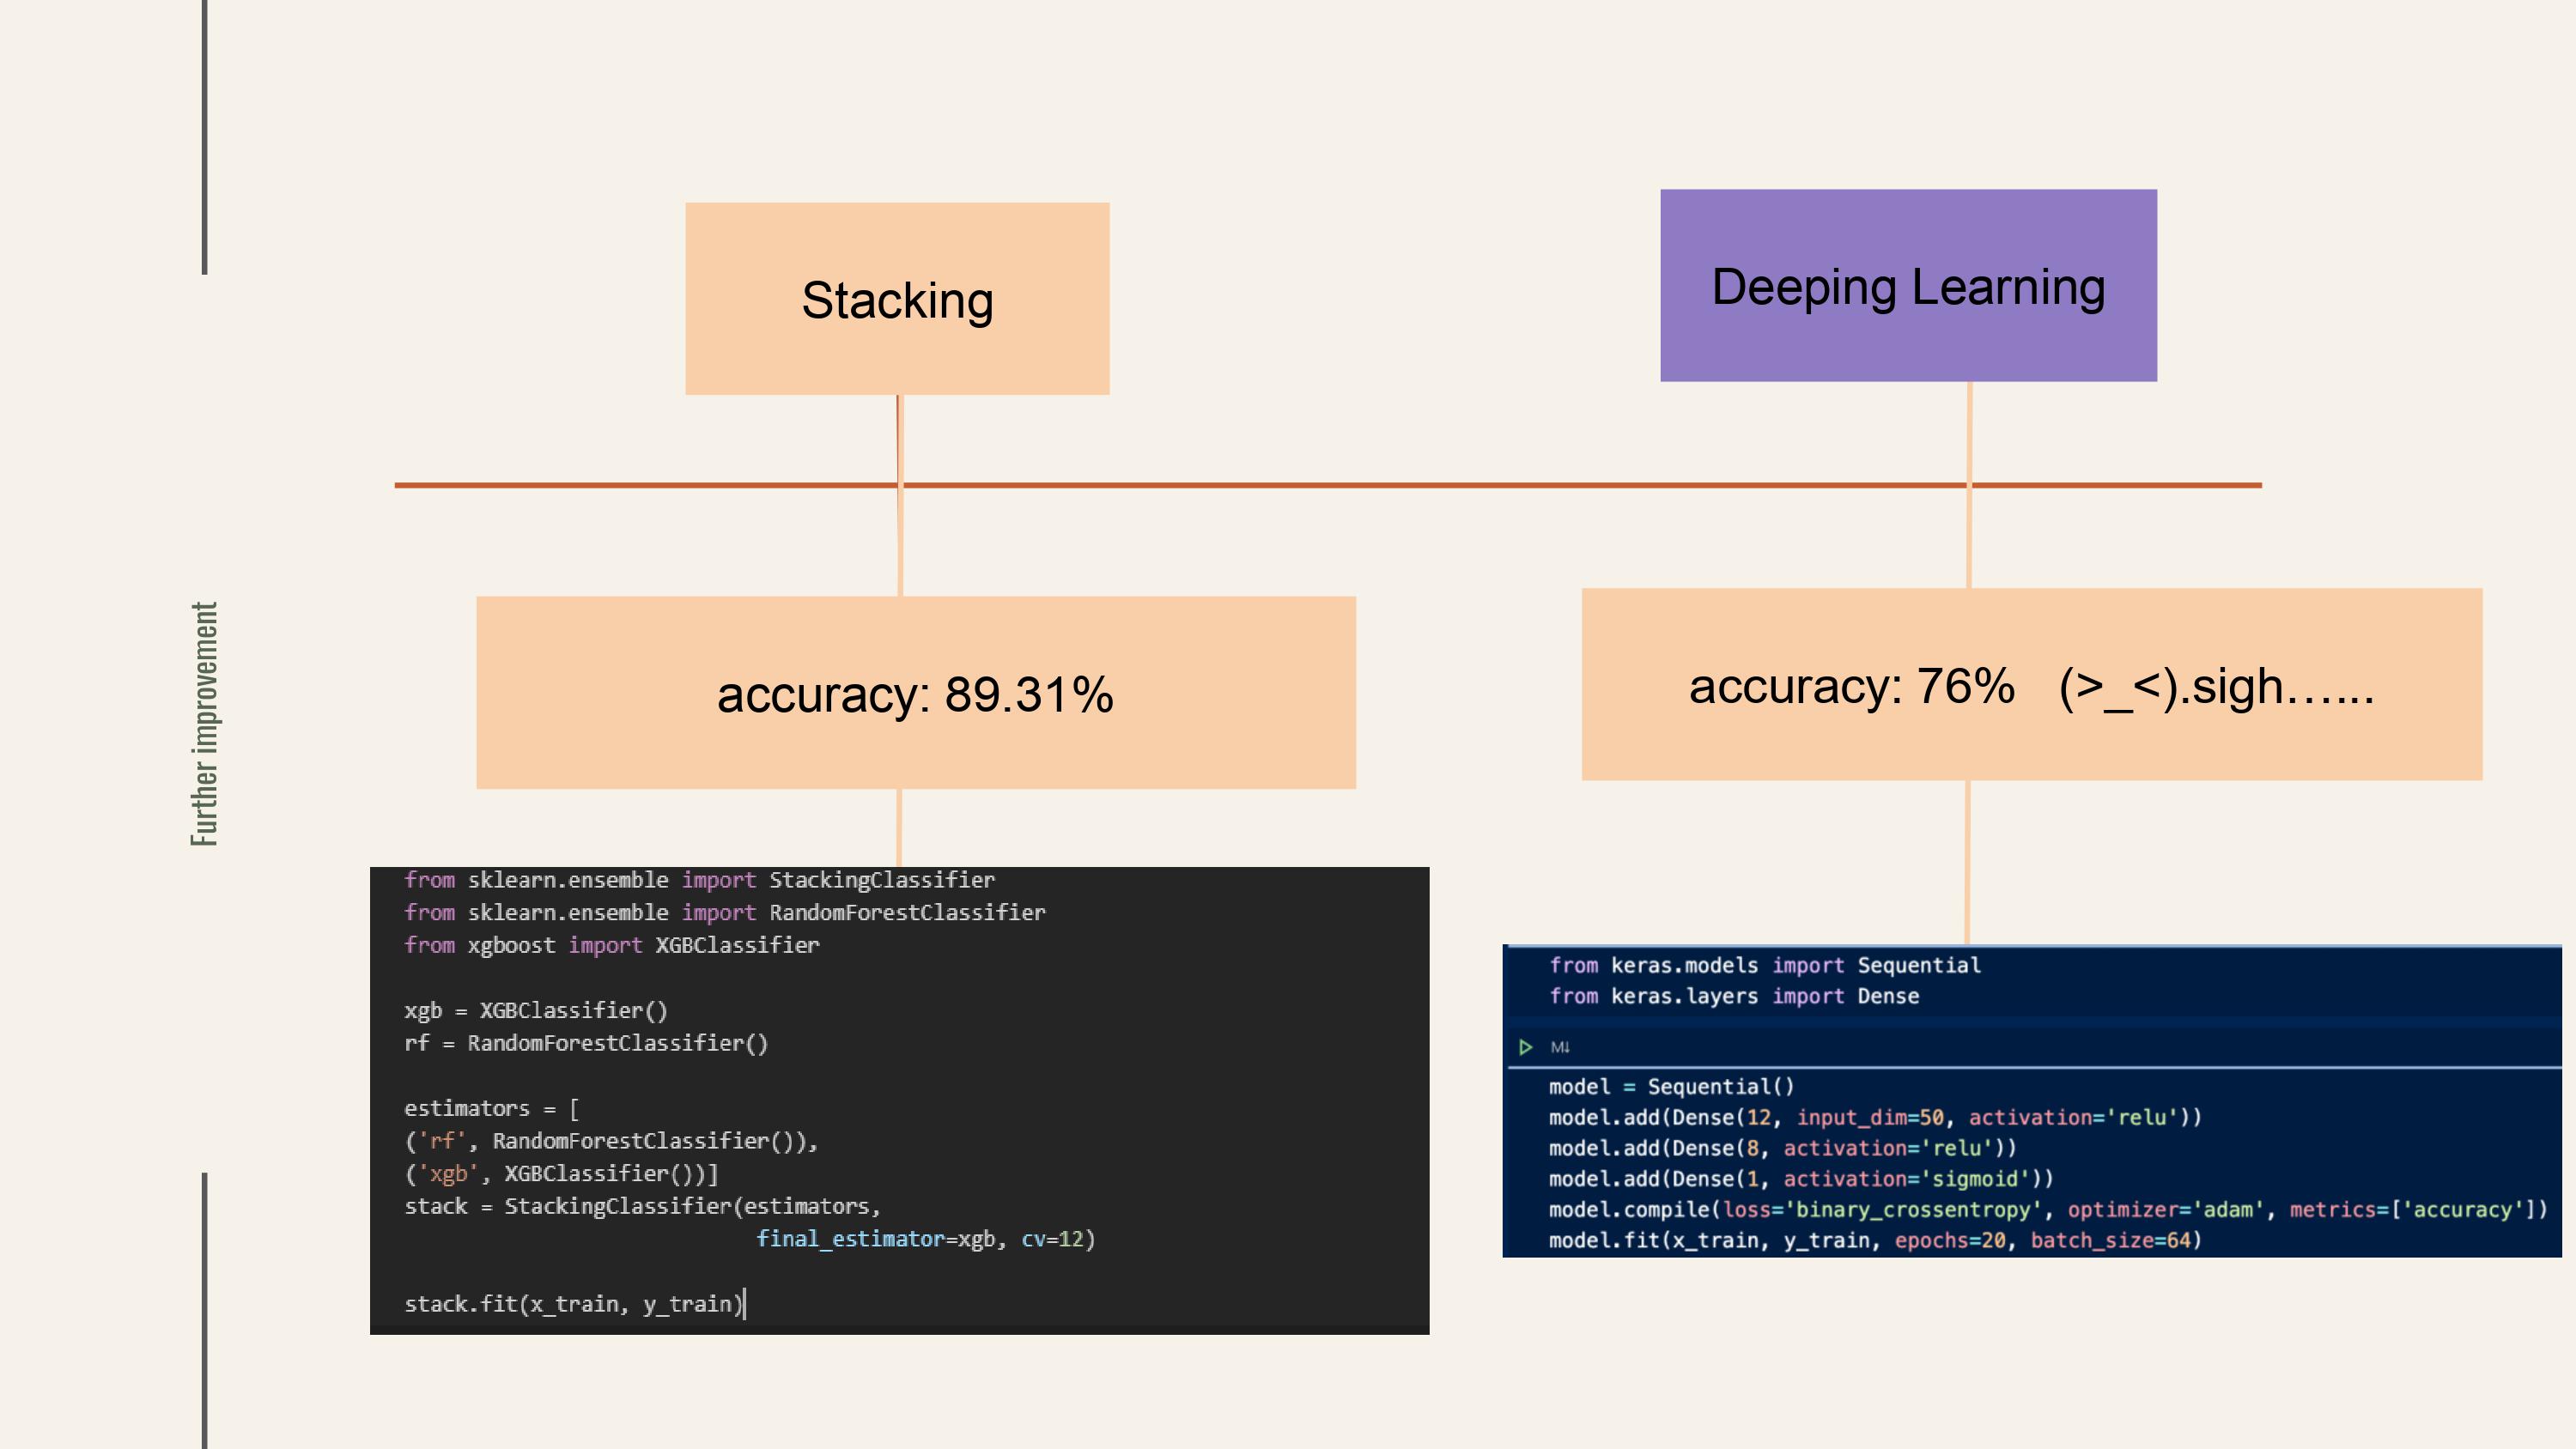 Further improvement
Stacking
accuracy: 89.31%
from sklearn.ensemble import StackingClassifier
from sklearn.ensemble import RandomForestClassifier
from xgboost import XGBClassifier
xgb = XGBClassifier()
rf = RandomForestClassifier()
estimators = [
('rf', RandomForestClassifier()),
('xgb', XGBClassifier())]
stack = StackingClassifier(estimators,
final_estimator=xgb, cv=12)
stack.fit(x_train, y_train)
Deeping Learning
accuracy: 76%   (>_<).sigh…...
from keras.models import Sequential
from keras.layers import Dense
M↓
model = Sequential()
model.add(Dense(12, input_dim=50, activation='relu'))
model.add(Dense(8, activation='relu'))
model.add(Dense(1, activation='sigmoid'))
model.compile(loss='binary_crossentropy', optimizer='adam', metrics=['accuracy'])
model.fit(x_train, y_train, epochs=20, batch_size=64)